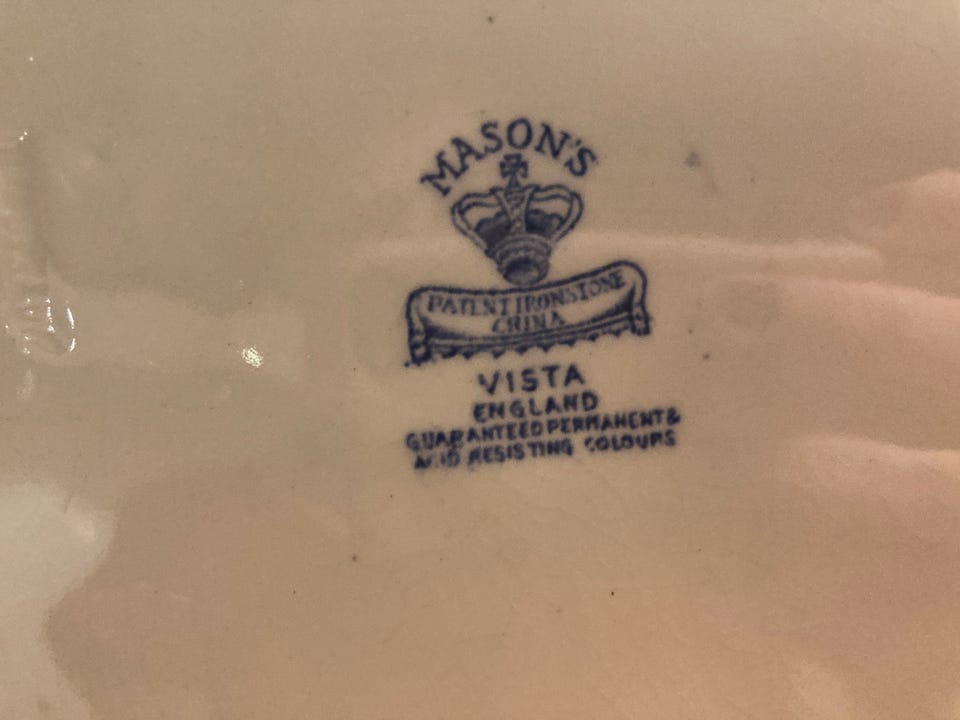 MASON'S
PATENT IRONSTONE
CHINA
VISTA
ENGLAND
GUARANTEED PERMANENT &
ACID RESISTING COLOURS